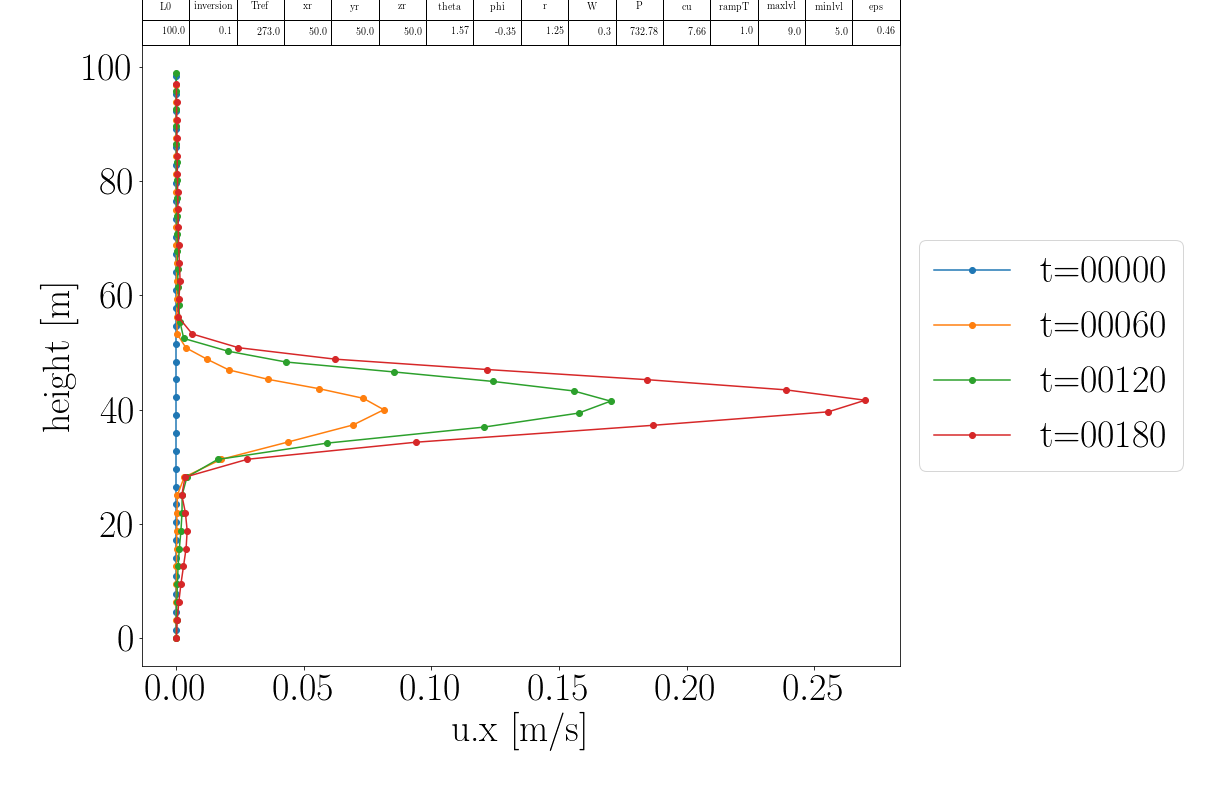 L0 inversion Tref xr yr zr theta phi r W P cu rampT maxlvl minlvl eps
100.0 0.1 273.0 50.0 50.0 50.0 1.57 -0.35 1.25 0.3 732.78 7.66 1.0 9.0 5.0 0.46
100
80
60
40
20
0
height [m]
0.00 0.05 0.10 0.15 0.20 0.25
u.x [m/s]
t=00000
t=00060
t=00120
t=00180